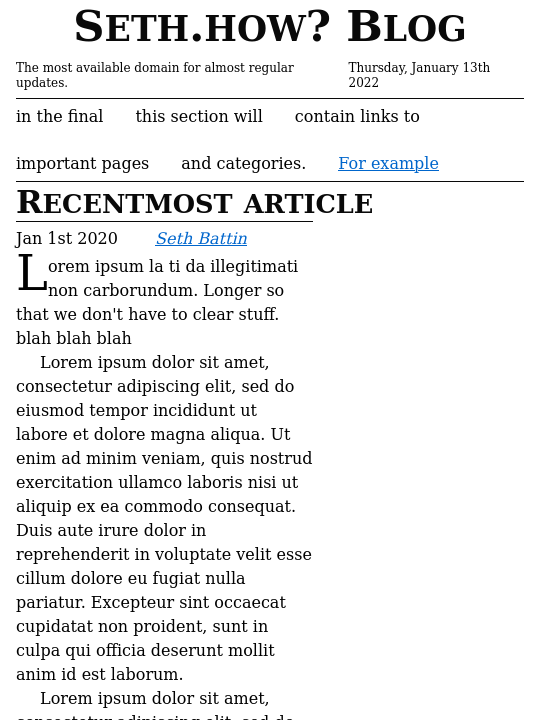 Seth.how? Blog
The most available domain for almost regular updates.
Thursday, January 13th 2022
in the final this section will contain links to
important pages and categories. For example
Recentmost article
Jan 1st 2020 Seth Battin
Lorem ipsum la ti da illegitimati
non carborundum. Longer so
that we don't have to clear stuff.
blah blah blah
Lorem ipsum dolor sit amet,
consectetur adipiscing elit, sed do
eiusmod tempor incididunt ut
labore et dolore magna aliqua. Ut
enim ad minim veniam, quis nostrud
exercitation ullamco laboris nisi ut
aliquip ex ea commodo consequat.
Duis aute irure dolor in
reprehenderit in voluptate velit esse
cillum dolore eu fugiat nulla
pariatur. Excepteur sint occaecat
cupidatat non proident, sunt in
culpa qui officia deserunt mollit
anim id est laborum.
Lorem ipsum dolor sit amet,
consectetur adipiscing elit, sed do